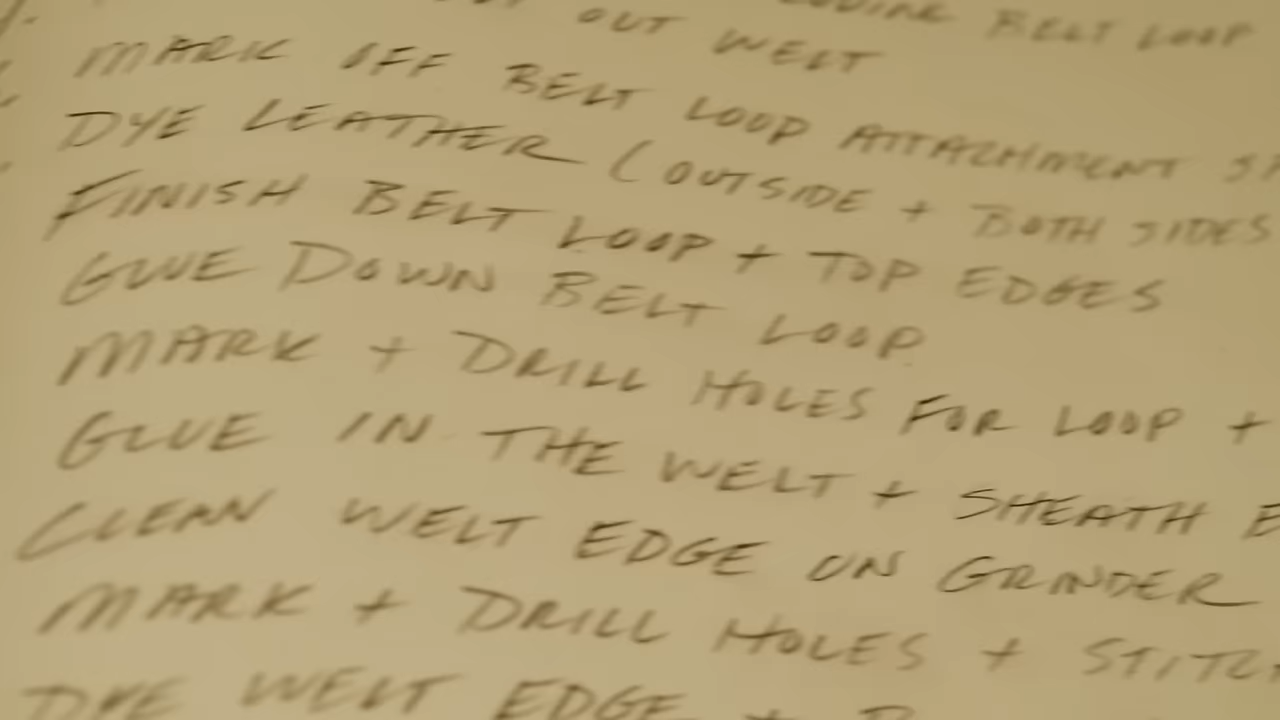 BELT LOOP
OUT WELT
MARK OFF BELT LOOP ATTACHMENT
DYE LEATHER (OUTSIDE + BOTH SIDES
FINISH BELT LOOP + TOP EDGES
GLUE DOWN BELT LOOP
MARK + DRILL HOLES FOR LOOP +
GLUE IN THE WELT + SHEATH
CLEAN WELT EDGE ON GRINDER
MARK + DRILL HOLES + STITCH
DYE WELT EDGE +